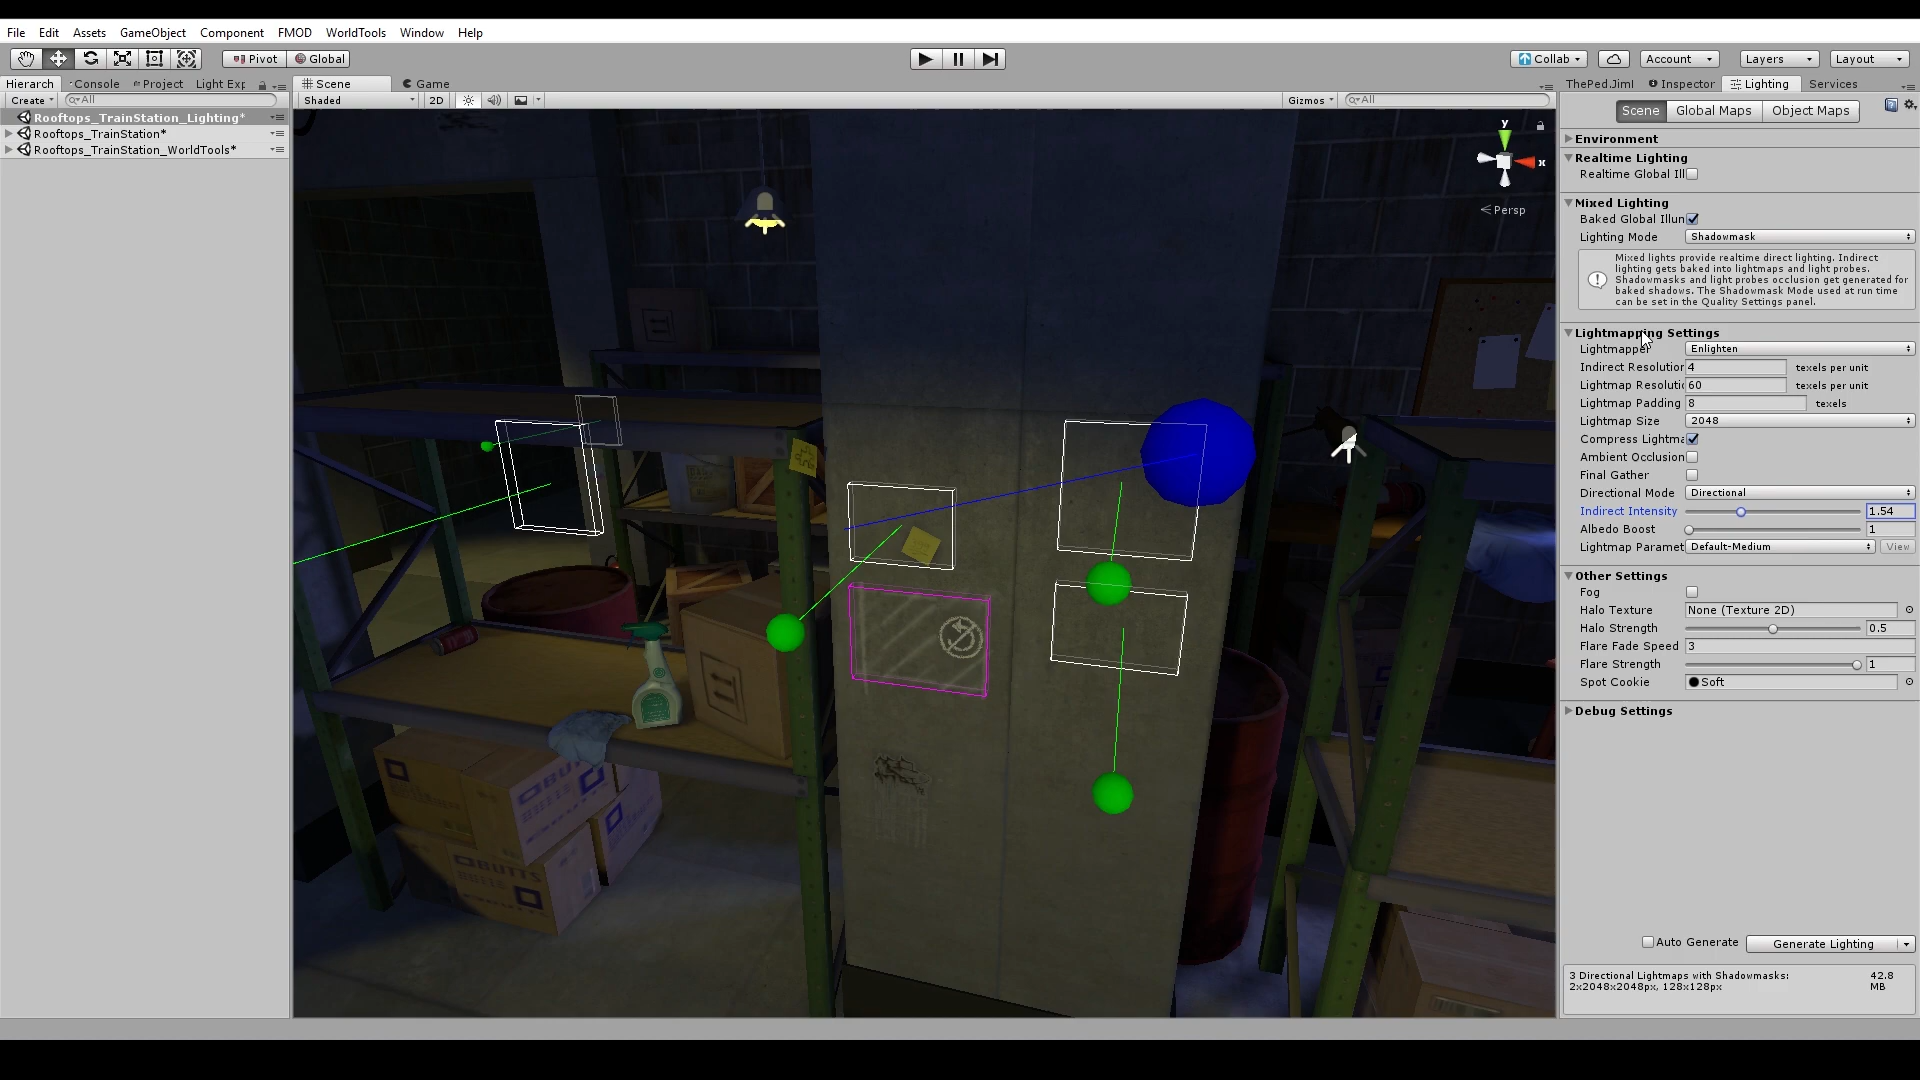 File Edit Assets GameObject Component FMOD WorldTools Window Help
Pivot Global Collab Account Layers Layout
Hierarch Console Project Light Exp Scene Game ThePed.Jiml Inspector Lighting Services
Create All Shaded 2D Gizmos All
Rooftops_TrainStation_Lighting*
Rooftops_TrainStation*
Rooftops_TrainStation_WorldTools*
y
x
Persp
BUTTS
BUTTS
Scene Global Maps Object Maps
Environment
Realtime Lighting
Realtime Global Ill
Mixed Lighting
Baked Global Illun
Lighting Mode Shadowmask
Mixed lights provide realtime direct lighting. Indirect
lighting gets baked into lightmaps and light probes.
Shadowmasks and light probes occlusion get generated for
baked shadows. The Shadowmask Mode used at run time
can be set in the Quality Settings panel.
Lightmapping Settings
Lightmapper Enlighten
Indirect Resolution 4 texels per unit
Lightmap Resoluti 60 texels per unit
Lightmap Padding 8 texels
Lightmap Size 2048
Compress Lightma
Ambient Occlusion
Final Gather
Directional Mode Directional
Indirect Intensity 1.54
Albedo Boost 1
Lightmap Paramet Default-Medium View
Other Settings
Fog
Halo Texture None (Texture 2D)
Halo Strength 0.5
Flare Fade Speed 3
Flare Strength 1
Spot Cookie Soft
Debug Settings
Auto Generate Generate Lighting
3 Directional Lightmaps with Shadowmasks: 42.8
2x2048x2048px, 128x128px MB